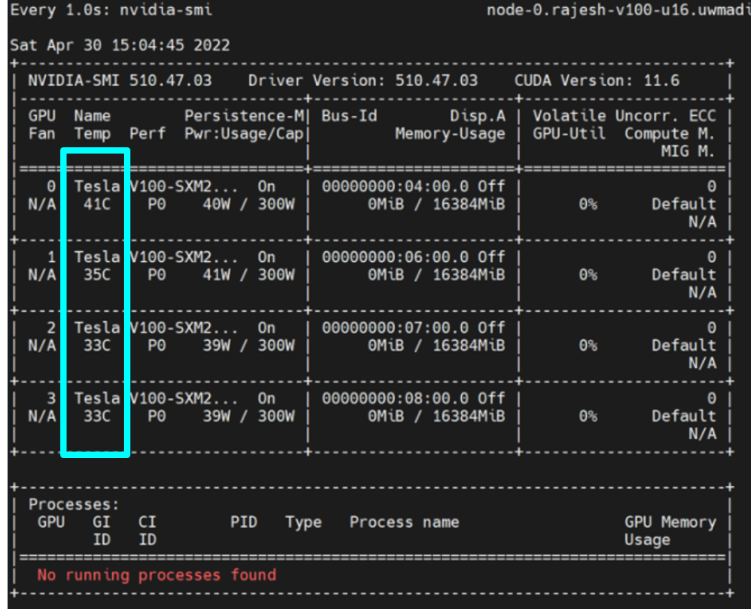 Every 1.0s: nvidia-smi node-0.rajesh-v100-u16.uwmadi
Sat Apr 30 15:04:45 2022
NVIDIA-SMI 510.47.03 Driver Version: 510.47.03 CUDA Version: 11.6
GPU Name Persistence-M| Bus-Id Disp.A | Volatile Uncorr. ECC
Fan Temp Perf Pwr:Usage/Cap| Memory-Usage | GPU-Util Compute M.
MIG M.
0 Tesla V100-SXM2... On | 00000000:04:00.0 Off | 0
N/A 41C P0 40W / 300W | 0MiB / 16384MiB | 0% Default
N/A
1 Tesla V100-SXM2... On | 00000000:06:00.0 Off | 0
N/A 35C P0 41W / 300W | 0MiB / 16384MiB | 0% Default
N/A
2 Tesla V100-SXM2... On | 00000000:07:00.0 Off | 0
N/A 33C P0 39W / 300W | 0MiB / 16384MiB | 0% Default
N/A
3 Tesla V100-SXM2... On | 00000000:08:00.0 Off | 0
N/A 33C P0 39W / 300W | 0MiB / 16384MiB | 0% Default
N/A
Processes:
GPU GI CI PID Type Process name GPU Memory
ID ID Usage
No running processes found